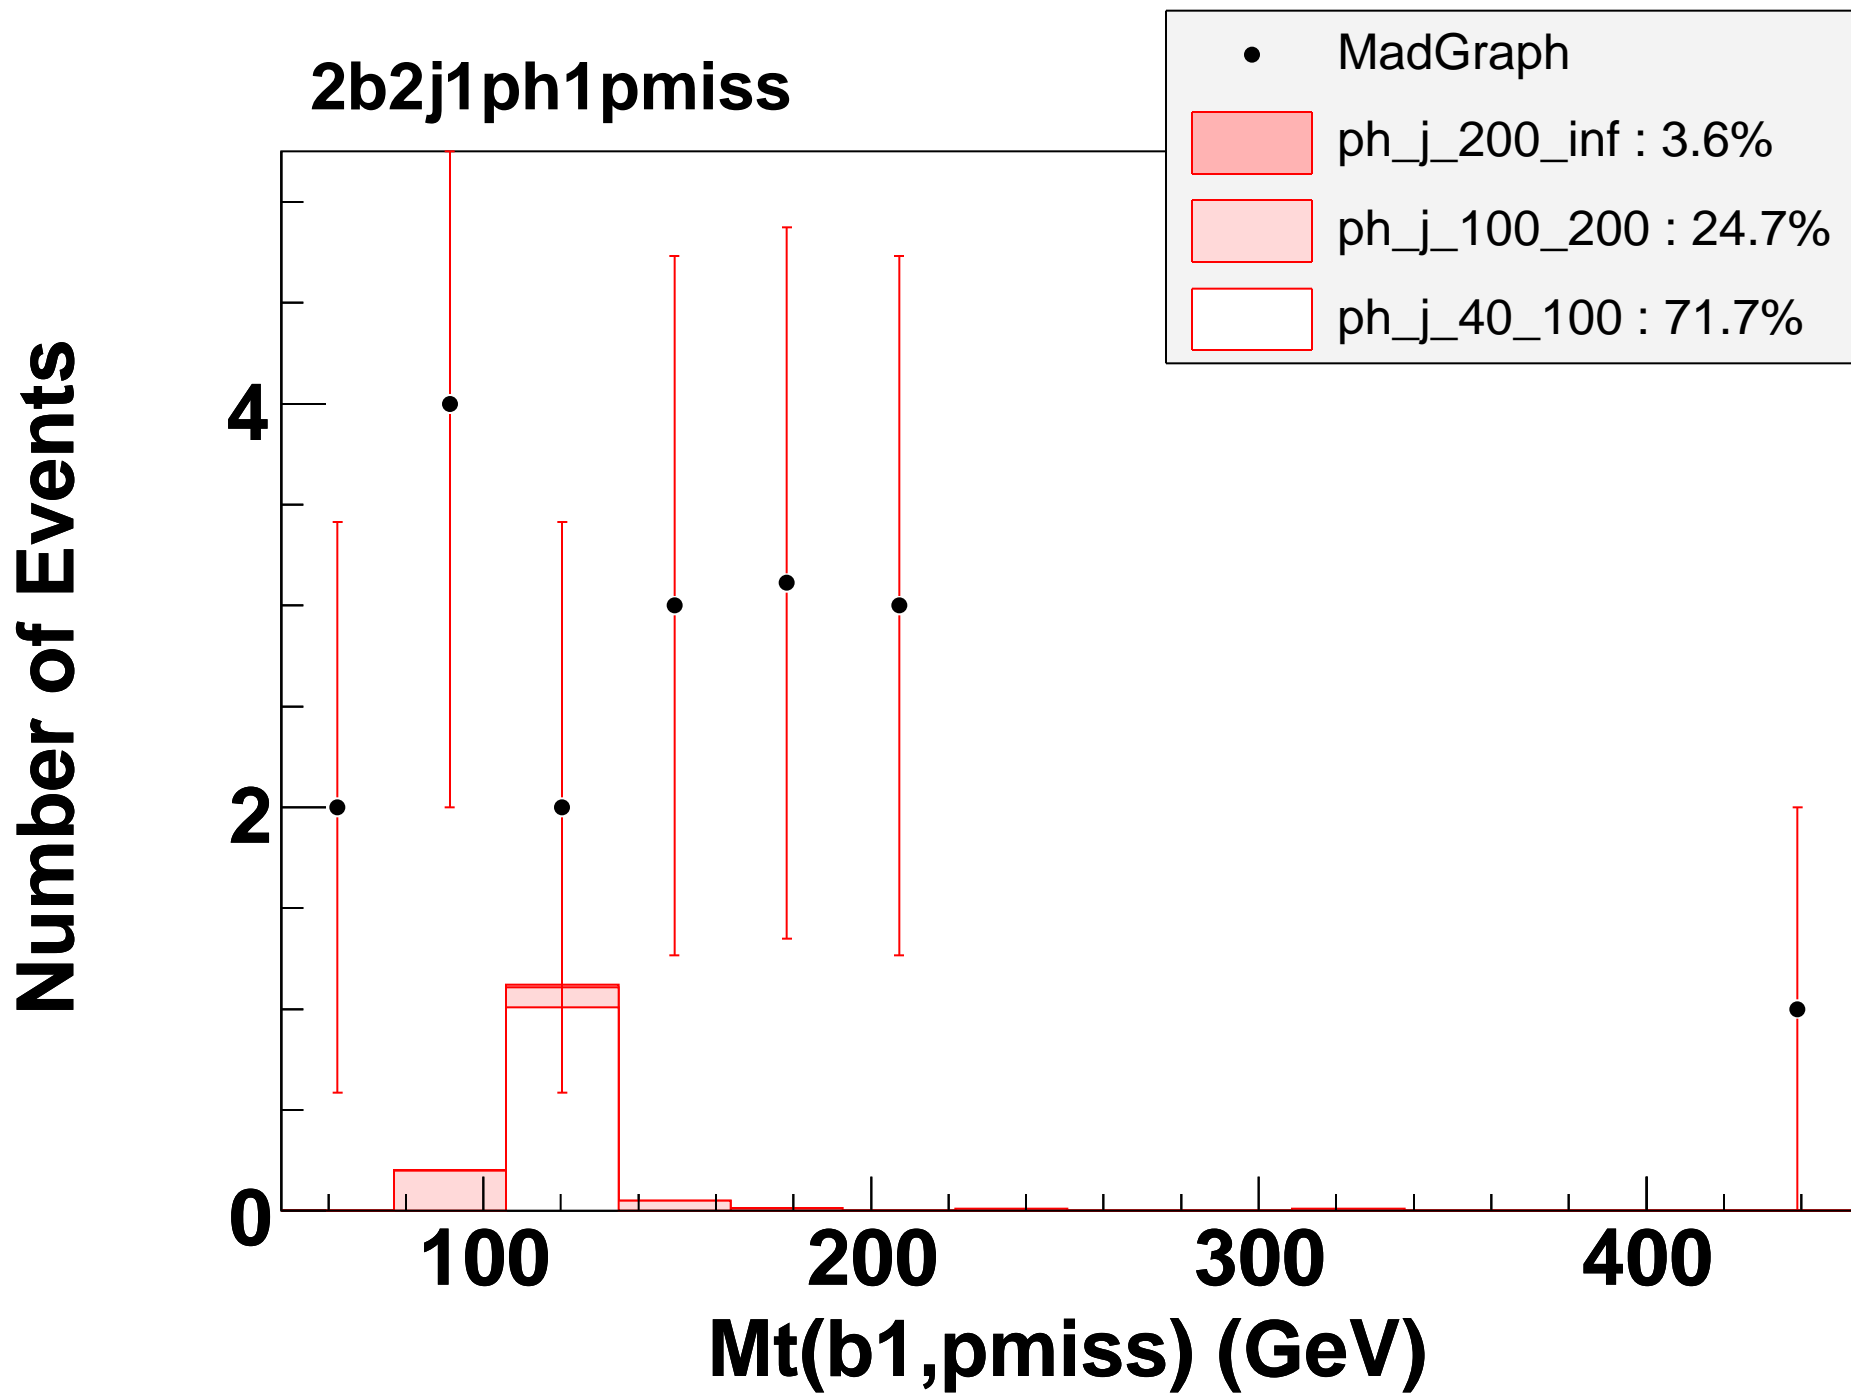 2b2j1ph1pmiss
MadGraph
ph_j_200_inf : 3.6%
ph_j_100_200 : 24.7%
ph_j_40_100 : 71.7%
Number of Events
4
2
0
100 200 300 400
Mt(b1,pmiss) (GeV)